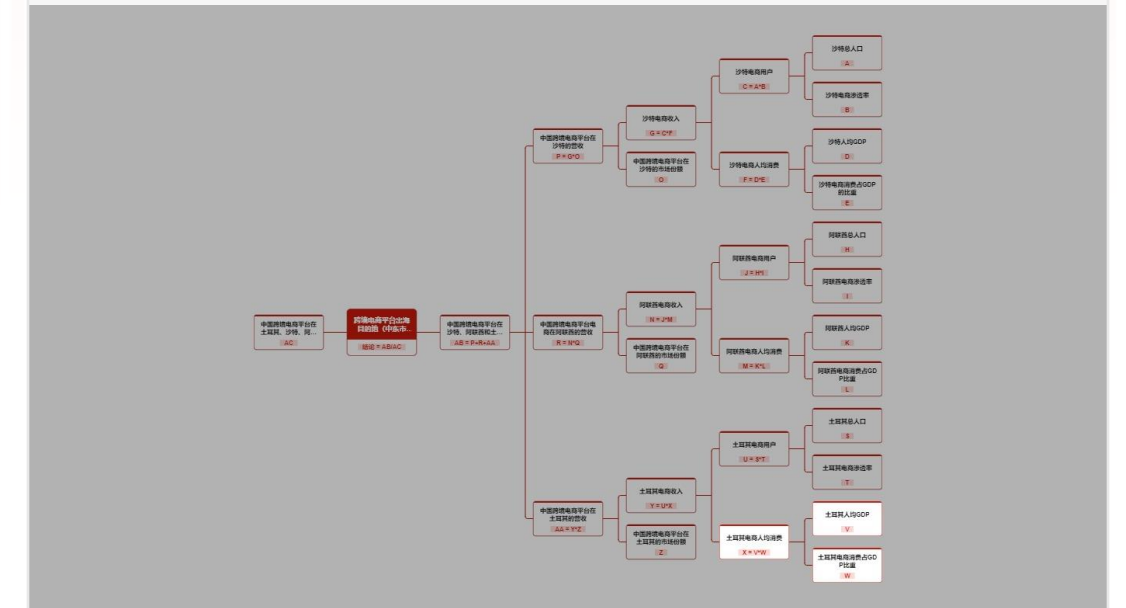 沙特总人口
A
沙特电商用户
C = A*B
沙特电商渗透率
B
沙特电商收入
G = C*F
中国跨境电商平台在
沙特的营收
P = G*O
沙特人均GDP
D
中国跨境电商平台在
沙特的市场份额
O
沙特电商人均消费
F = D*E
沙特电商消费占GDP
的比重
E
阿联酋总人口
H
阿联酋电商用户
J = H*I
阿联酋电商渗透率
I
阿联酋电商收入
N = J*M
中国跨境电商平台在
土耳其、沙特、阿...
AC
跨境电商平台出海
目的地（中东市...
结论 = AB/AC
中国跨境电商平台在
沙特、阿联酋和土...
AB = P+R+AA
中国跨境电商平台电
商在阿联酋的营收
R = N*Q
阿联酋人均GDP
K
中国跨境电商平台在
阿联酋的市场份额
Q
阿联酋电商人均消费
M = K*L
阿联酋电商消费占GD
P比重
L
土耳其总人口
S
土耳其电商用户
U = S*T
土耳其电商渗透率
T
土耳其电商收入
Y = U*X
中国跨境电商平台在
土耳其的营收
AA = Y*Z
土耳其人均GDP
V
中国跨境电商平台在
土耳其的市场份额
Z
土耳其电商人均消费
X = V*W
土耳其电商消费占GD
P比重
W